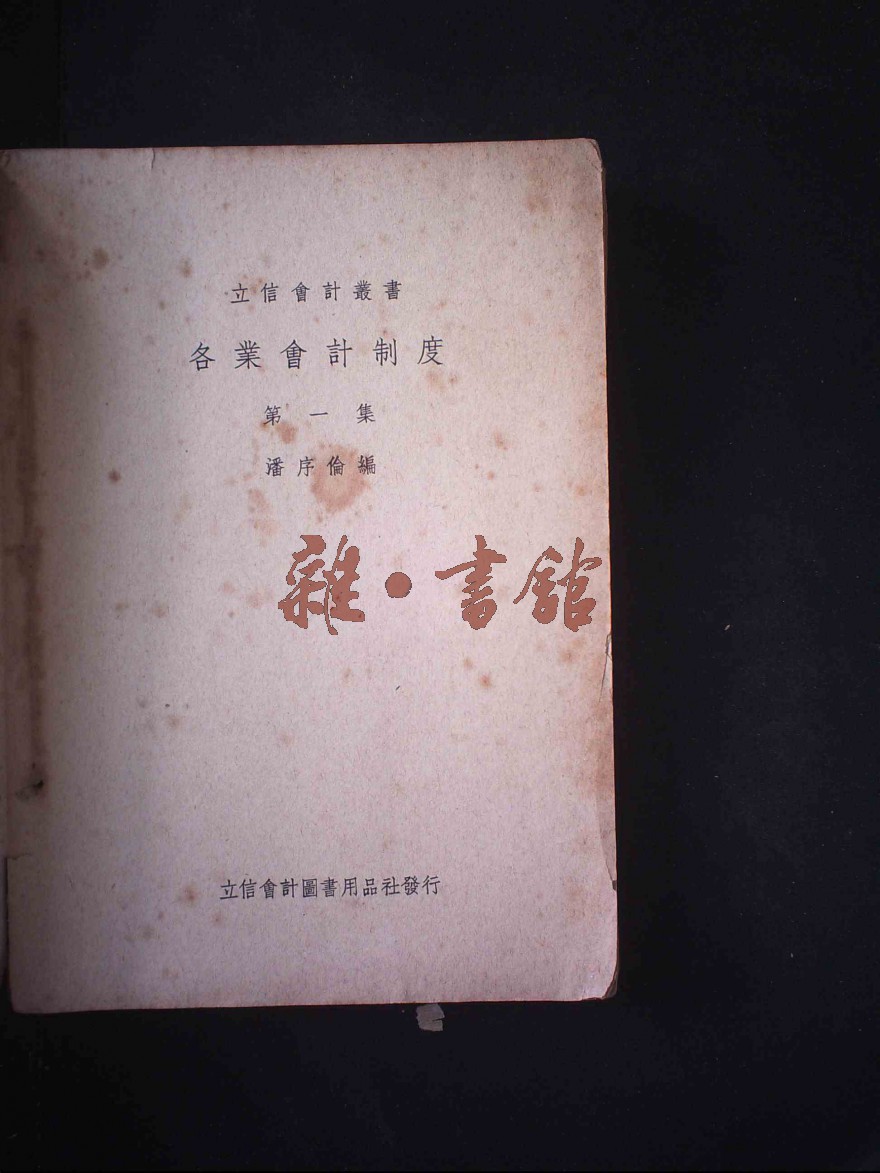 立信會計叢書
各業會計制度
第一集
潘序倫編
雜·書館
立信會計圖書用品社發行